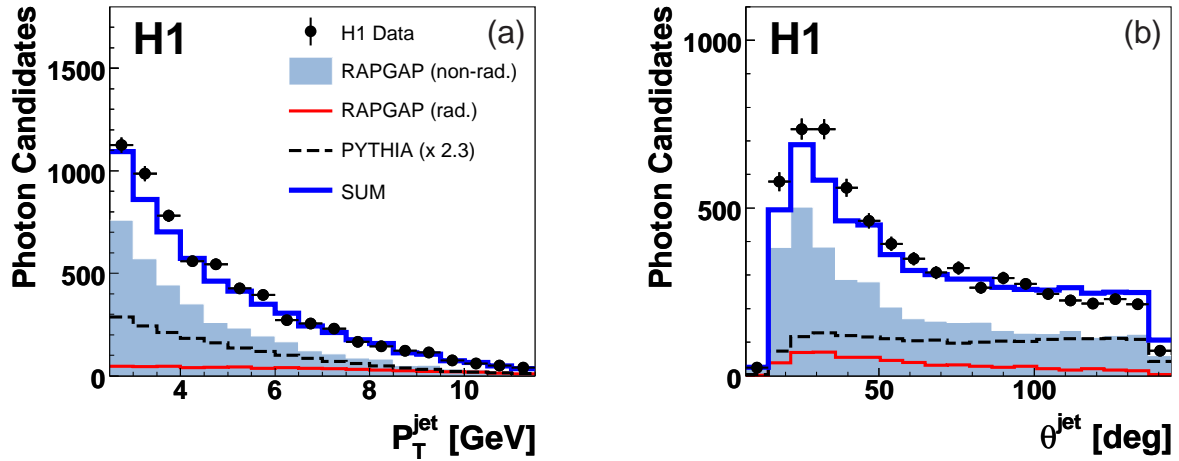 H1
(a)
H1 Data
RAPGAP (non-rad.)
RAPGAP (rad.)
PYTHIA (x 2.3)
SUM
Photon Candidates
1500
1000
500
0
4
6
8
10
P_T^jet [GeV]
H1
(b)
Photon Candidates
1000
500
0
50
100
θ^jet [deg]